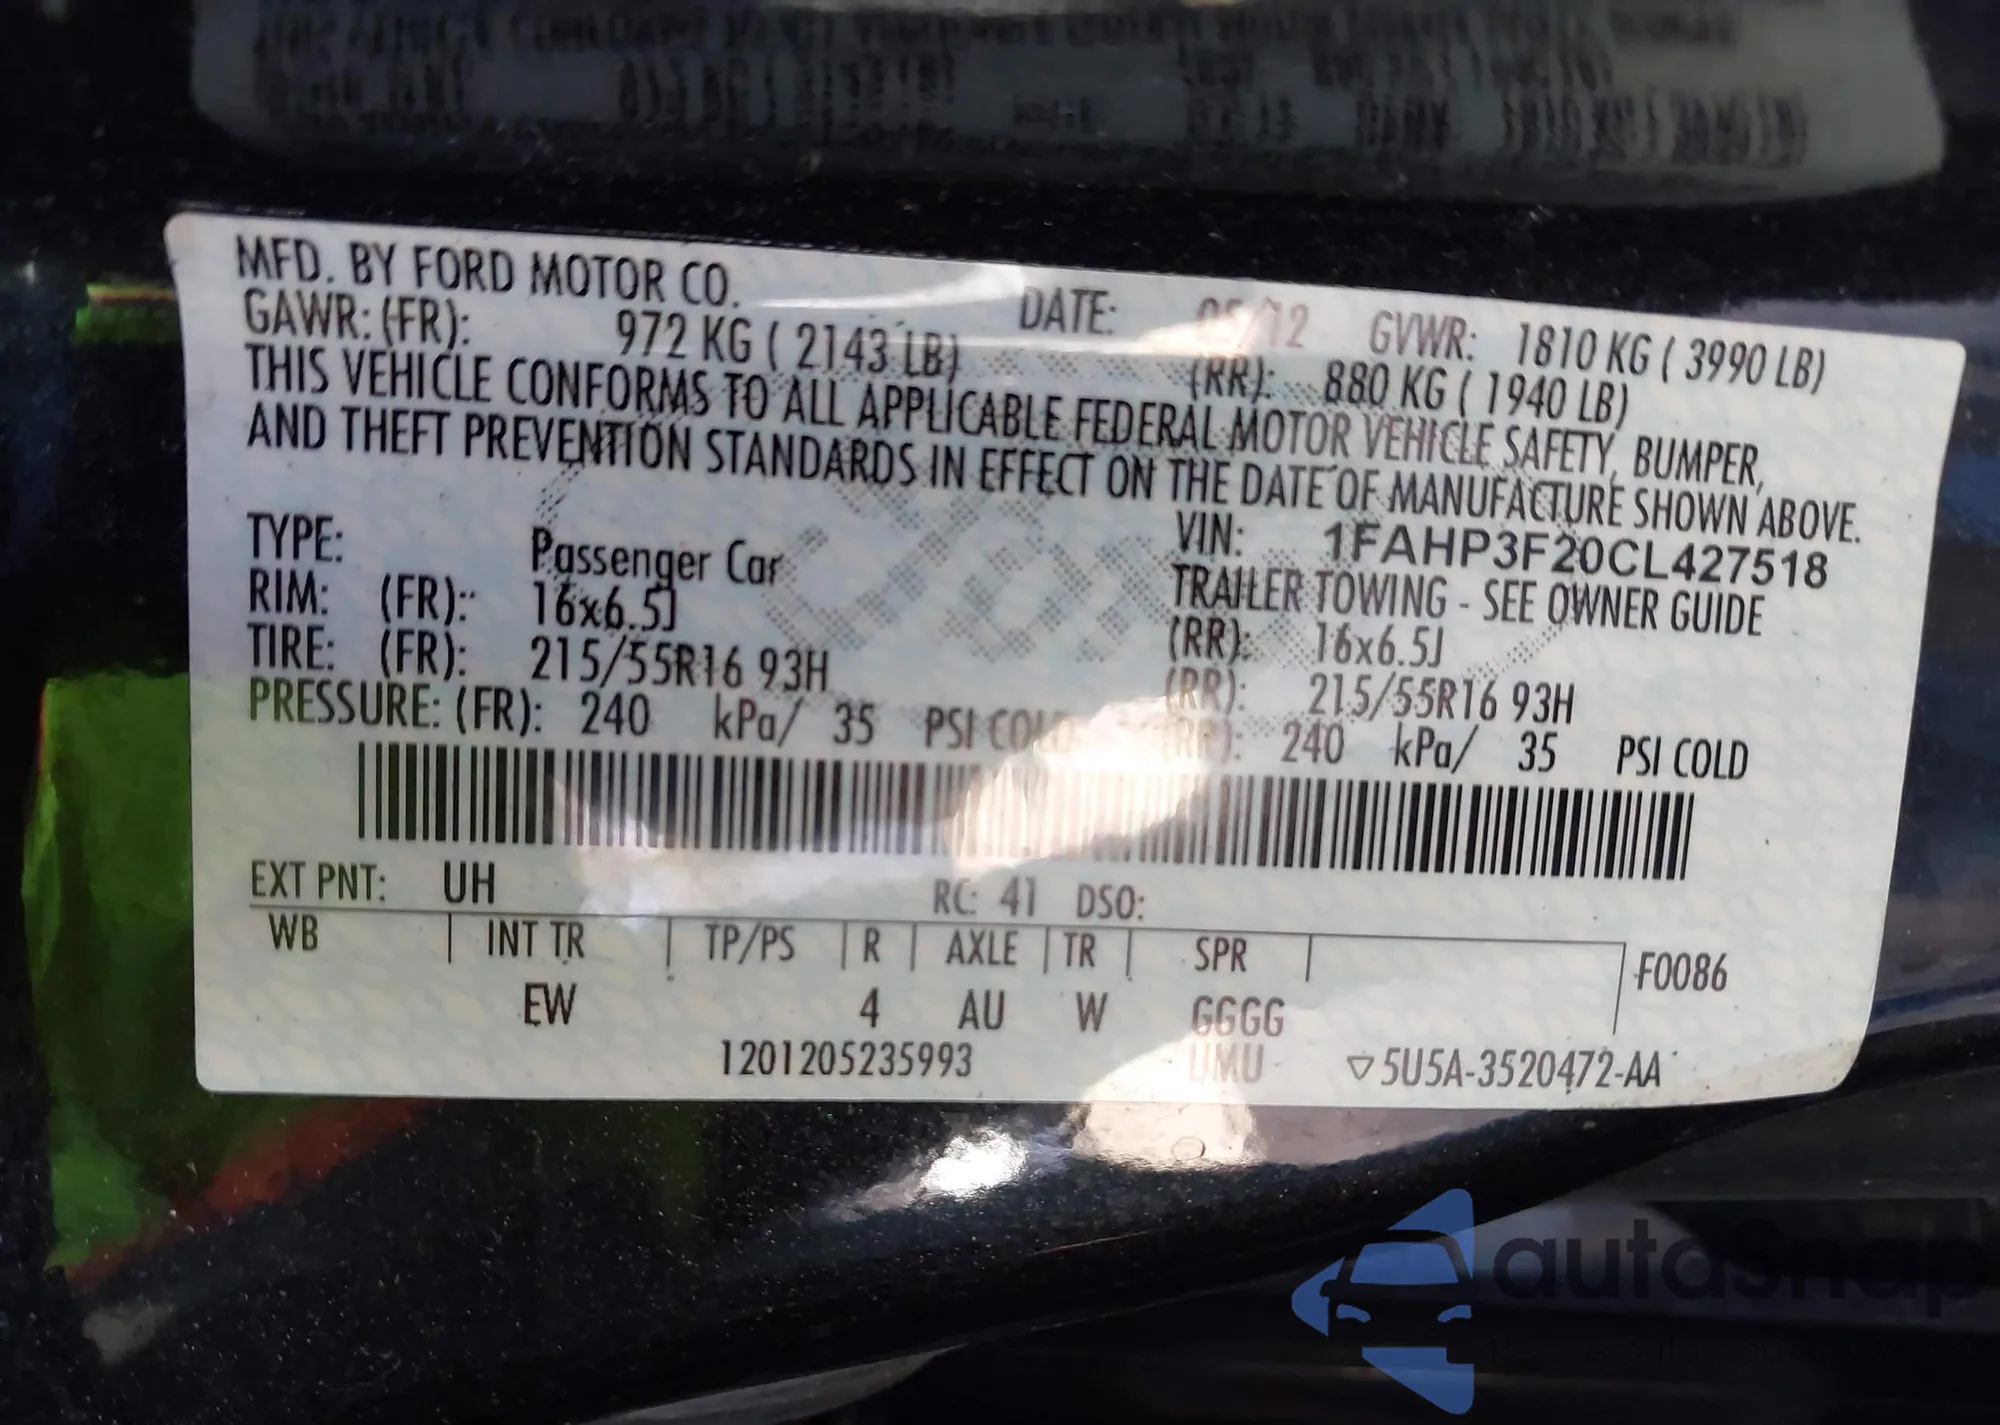 MFD. BY FORD MOTOR CO. DATE: 05/12 GVWR: 1810 KG ( 3990 LB)
GAWR: (FR): 972 KG ( 2143 LB) (RR): 880 KG ( 1940 LB)
THIS VEHICLE CONFORMS TO ALL APPLICABLE FEDERAL MOTOR VEHICLE SAFETY, BUMPER,
AND THEFT PREVENTION STANDARDS IN EFFECT ON THE DATE OF MANUFACTURE SHOWN ABOVE.
VIN: 1FAHP3F20CL427518
TYPE: Passenger Car TRAILER TOWING - SEE OWNER GUIDE
RIM: (FR): 16x6.5J (RR): 16x6.5J
TIRE: (FR): 215/55R16 93H (RR): 215/55R16 93H
PRESSURE: (FR): 240 kPa/ 35 PSI COLD (RR): 240 kPa/ 35 PSI COLD
EXT PNT: UH RC: 41 DSO:
WB | INT TR | TP/PS | R | AXLE | TR | SPR | F0086
EW 4 AU W GGGG
1201205235993 UMU ▽5U5A-3520472-AA
autosnap